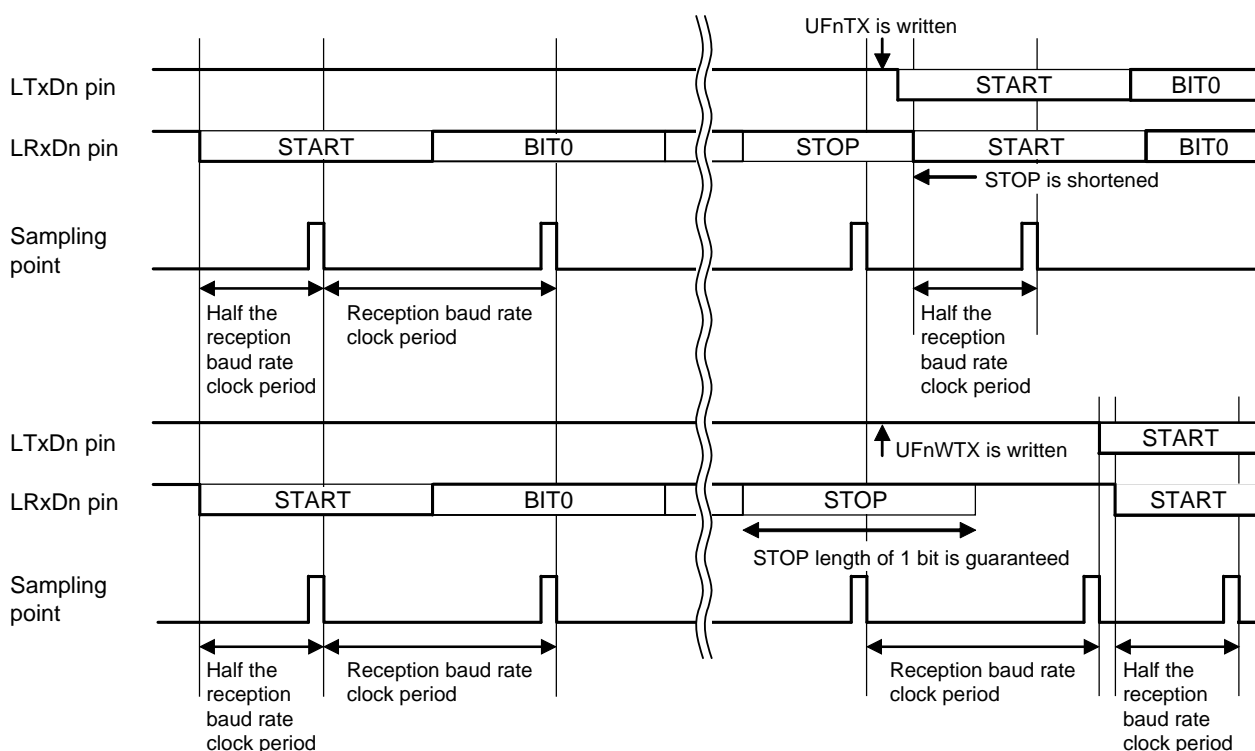 UFnTX is written
LTxDn pin
START
BIT0
LRxDn pin
START
BIT0
STOP
START
BIT0
STOP is shortened
Sampling
point
Half the
reception
baud rate
clock period
Reception baud rate
clock period
Half the
reception
baud rate
clock period
LTxDn pin
UFnWTX is written
START
LRxDn pin
START
BIT0
STOP
START
STOP length of 1 bit is guaranteed
Sampling
point
Half the
reception
baud rate
clock period
Reception baud rate
clock period
Reception baud rate
clock period
Half the
reception
baud rate
clock period